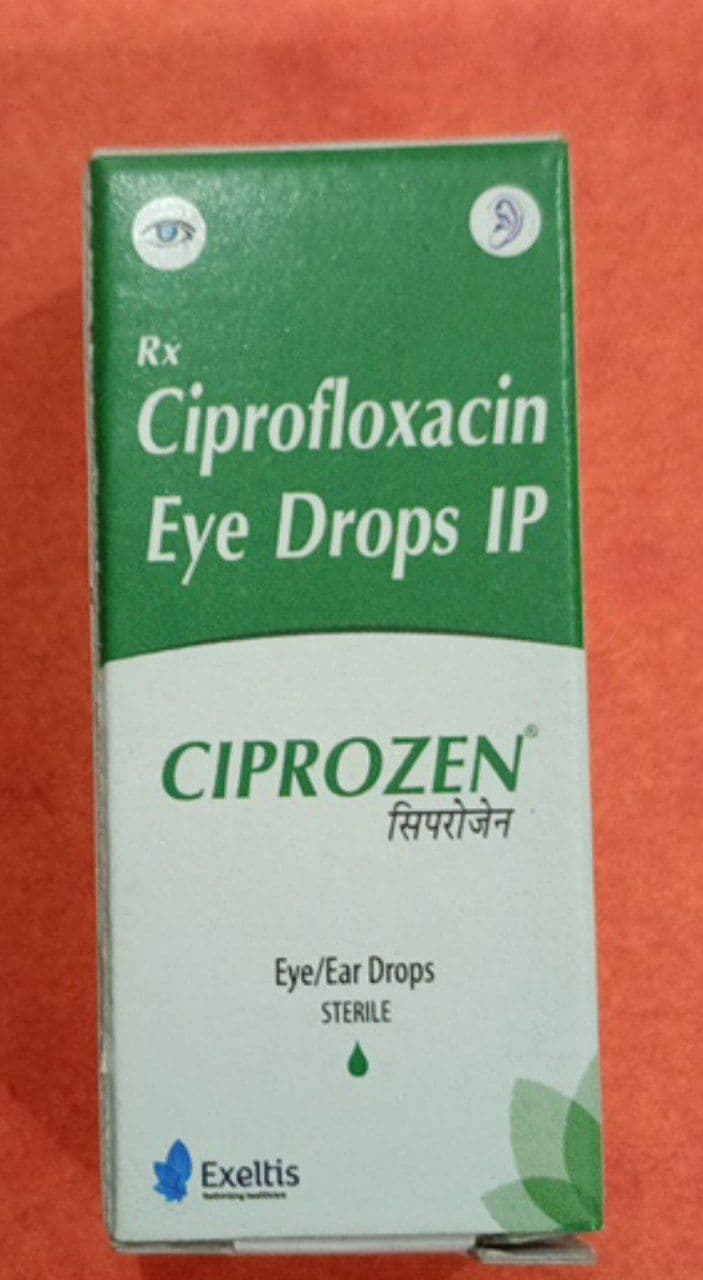 Rx
Ciprofloxacin
Eye Drops IP
CIPROZEN®
सिपरोजेन
Eye/Ear Drops
STERILE
Exeltis